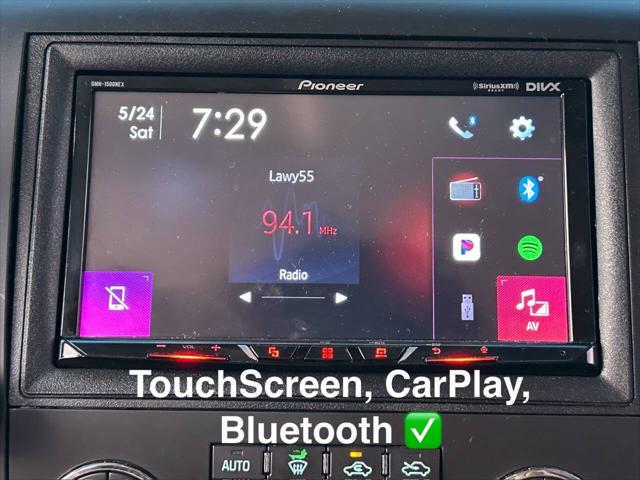 DMH-1500NEX
Pioneer
SiriusXM
READY
DIVX
5/24
Sat
7:29
Lawy55
94.1 MHz
Radio
AV
VOL
TouchScreen, CarPlay,
Bluetooth ✅
AUTO